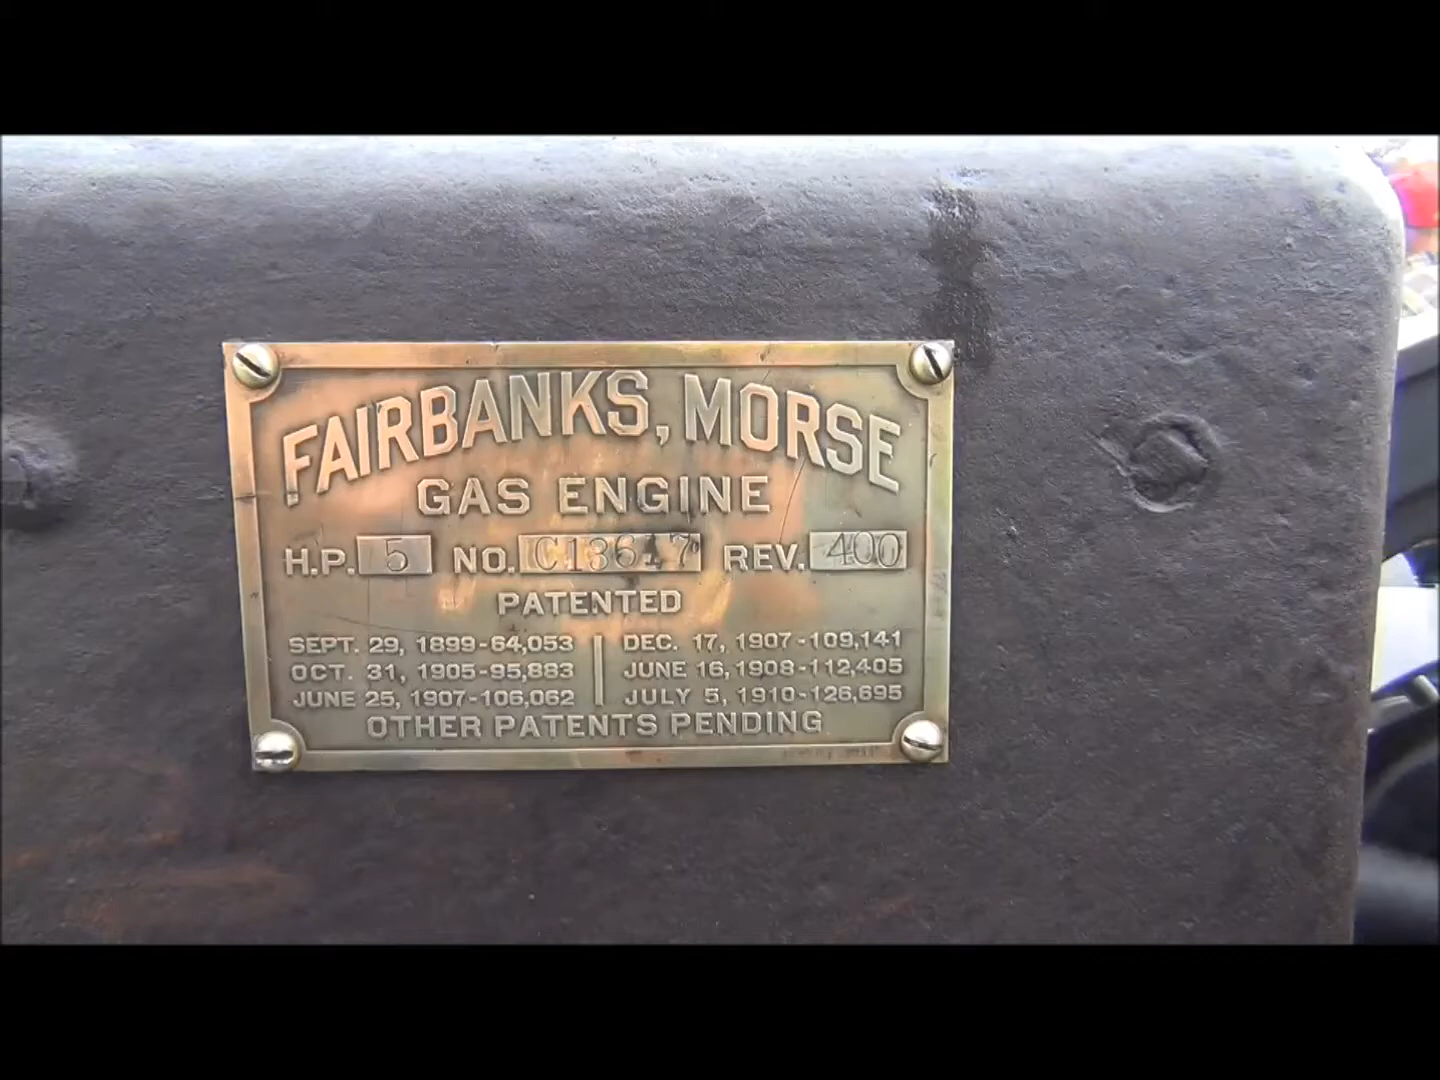 FAIRBANKS, MORSE
GAS ENGINE
H.P. 5 NO. REV. 400
PATENTED
SEPT. 29, 1899-64,053 DEC. 17, 1907-109,141
OCT. 31, 1905-95,883 JUNE 16, 1908-112,405
JUNE 25, 1907-106,062 JULY 5, 1910-126,695
OTHER PATENTS PENDING